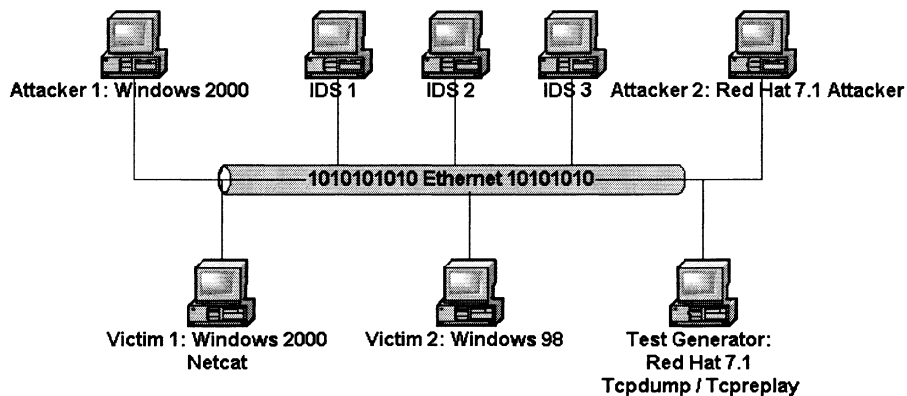 Attacker 1: Windows 2000
IDS 1
IDS 2
IDS 3
Attacker 2: Red Hat 7.1 Attacker
1010101010 Ethernet 10101010
Victim 1: Windows 2000
Netcat
Victim 2: Windows 98
Test Generator:
Red Hat 7.1
Tcpdump / Tcpreplay